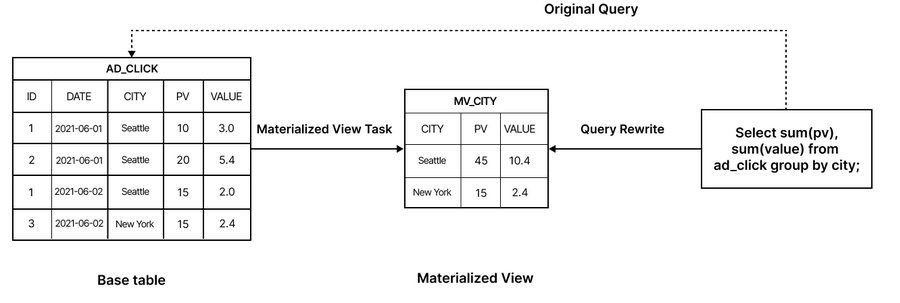 Original Query
AD_CLICK
ID DATE CITY PV VALUE
1 2021-06-01 Seattle 10 3.0
2 2021-06-01 Seattle 20 5.4
1 2021-06-02 Seattle 15 2.0
3 2021-06-02 New York 15 2.4
Materialized View Task
MV_CITY
CITY PV VALUE
Seattle 45 10.4
New York 15 2.4
Query Rewrite
Select sum(pv),
sum(value) from
ad_click group by city;
Base table
Materialized View